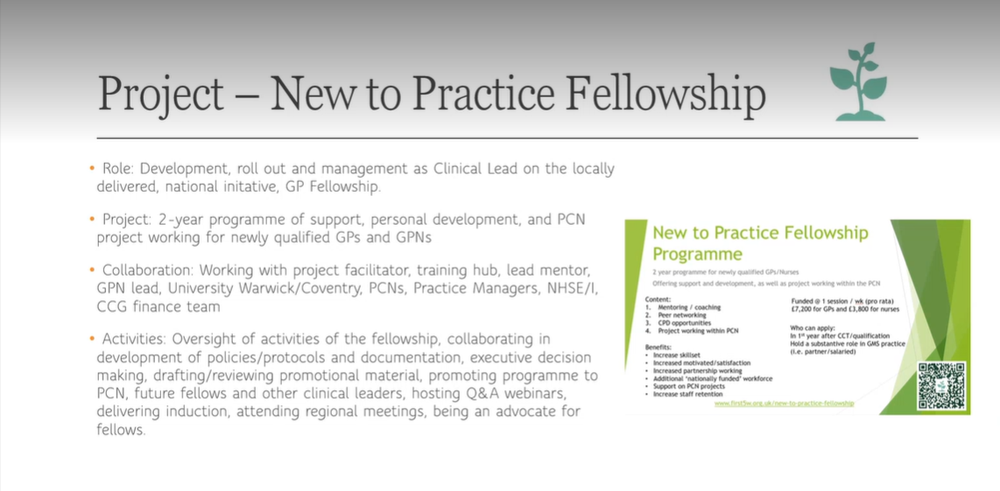 Project – New to Practice Fellowship
• Role: Development, roll out and management as Clinical Lead on the locally
delivered, national initative, GP Fellowship.
• Project: 2-year programme of support, personal development, and PCN
project working for newly qualified GPs and GPNs
• Collaboration: Working with project facilitator, training hub, lead mentor,
GPN lead, University Warwick/Coventry, PCNs, Practice Managers, NHSE/I,
CCG finance team
• Activities: Oversight of activities of the fellowship, collaborating in
development of policies/protocols and documentation, executive decision
making, drafting/reviewing promotional material, promoting programme to
PCN, future fellows and other clinical leaders, hosting Q&A webinars,
delivering induction, attending regional meetings, being an advocate for
fellows.
New to Practice Fellowship
Programme
2 year programme for newly qualified GPs/Nurses
Offering support and development, as well as project working within the PCN
Content:
1. Mentoring / coaching
2. Peer networking
3. CPD opportunities
4. Project working within PCN
Benefits:
• Increase skillset
• Increased motivated/satisfaction
• Increased partnership working
• Additional 'nationally funded' workforce
• Support on PCN projects
• Increase staff retention
Funded @ 1 session / wk (pro rata)
£7,200 for GPs and £3,800 for nurses
Who can apply:
In 1st year after CCT/qualification
Hold a substantive role in GMS practice
(i.e. partner/salaried)
www.first5w.org.uk/new-to-practice-fellowship